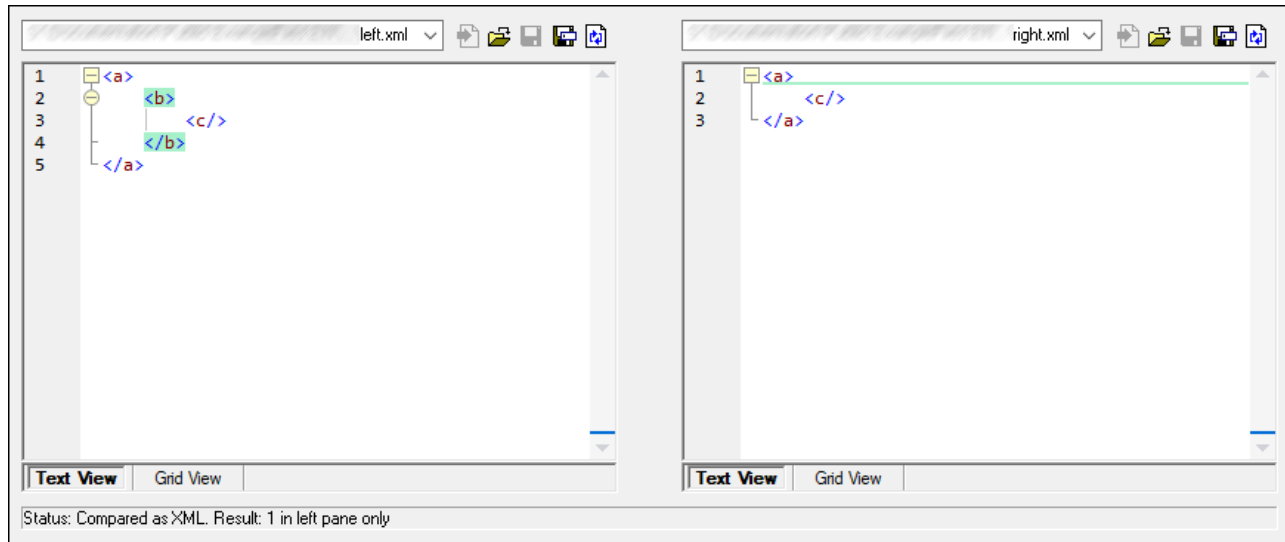 left.xml
1 <a>
2 <b>
3 <c/>
4 </b>
5 </a>
Text View Grid View
right.xml
1 <a>
2 <c/>
3 </a>
Text View Grid View
Status: Compared as XML. Result: 1 in left pane only